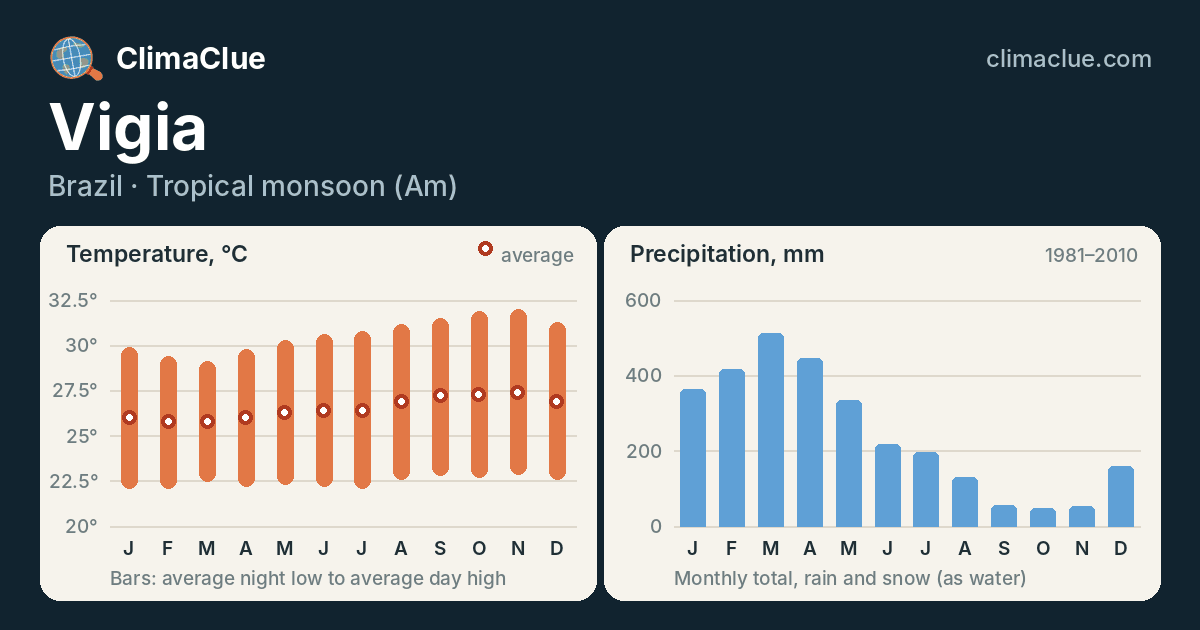 ClimaClue
climaclue.com
Vigia
Brazil · Tropical monsoon (Am)
Temperature, °C
average
32.5°
30°
27.5°
25°
22.5°
20°
J F M A M J J A S O N D
Bars: average night low to average day high
Precipitation, mm
1981–2010
600
400
200
0
J F M A M J J A S O N D
Monthly total, rain and snow (as water)